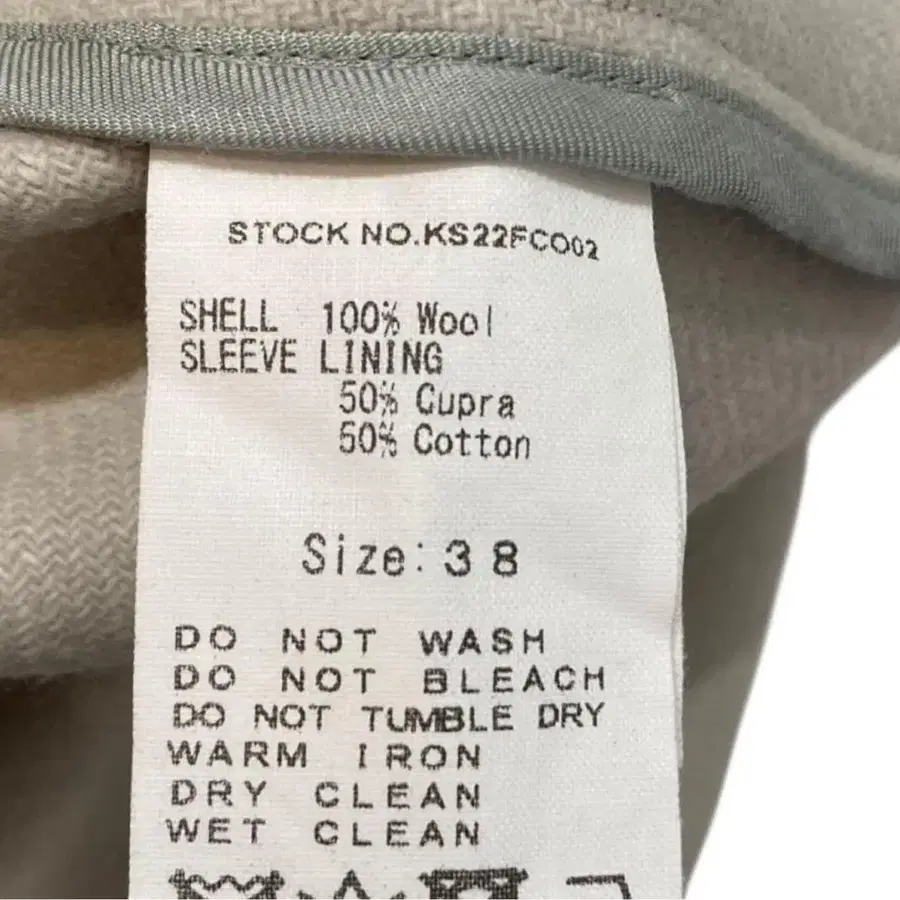 STOCK NO.KS22FCO02
SHELL 100% Wool
SLEEVE LINING
50% Cupra
50% Cotton
Size:38
DO NOT WASH
DO NOT BLEACH
DO NOT TUMBLE DRY
WARM IRON
DRY CLEAN
WET CLEAN